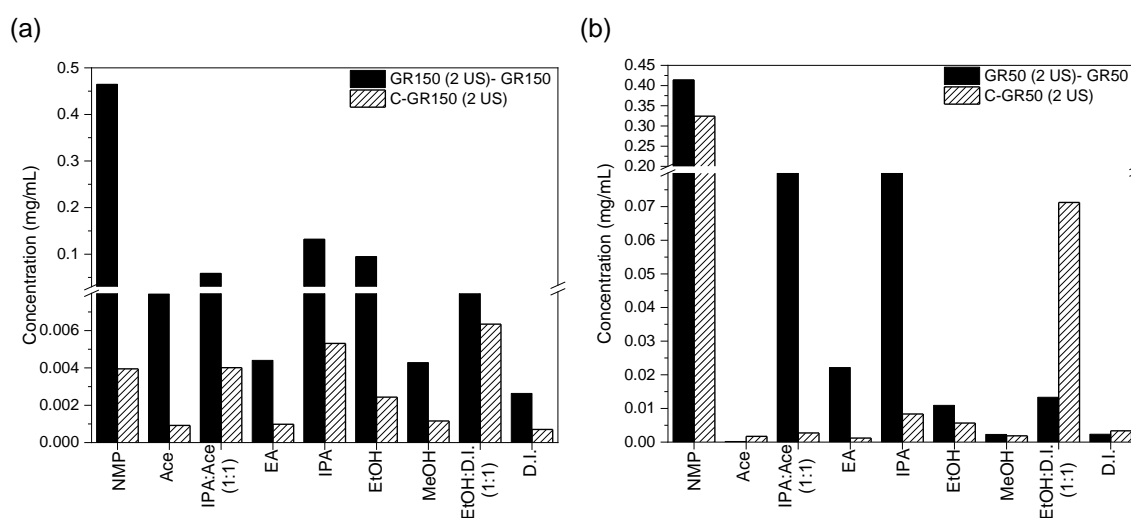 (a)
GR150 (2 US)- GR150
C-GR150 (2 US)
Concentration (mg/mL)
0.5
0.4
0.3
0.2
0.1
0.006
0.004
0.002
0.000
NMP
Ace
IPA:Ace
(1:1)
EA
IPA
EtOH
MeOH
EtOH:D.I.
(1:1)
D.I.
(b)
GR50 (2 US)- GR50
C-GR50 (2 US)
Concentration (mg/mL)
0.45
0.40
0.35
0.30
0.25
0.20
0.07
0.06
0.05
0.04
0.03
0.02
0.01
0.00
NMP
Ace
IPA:Ace
(1:1)
EA
IPA
EtOH
MeOH
EtOH:D.I.
(1:1)
D.I.